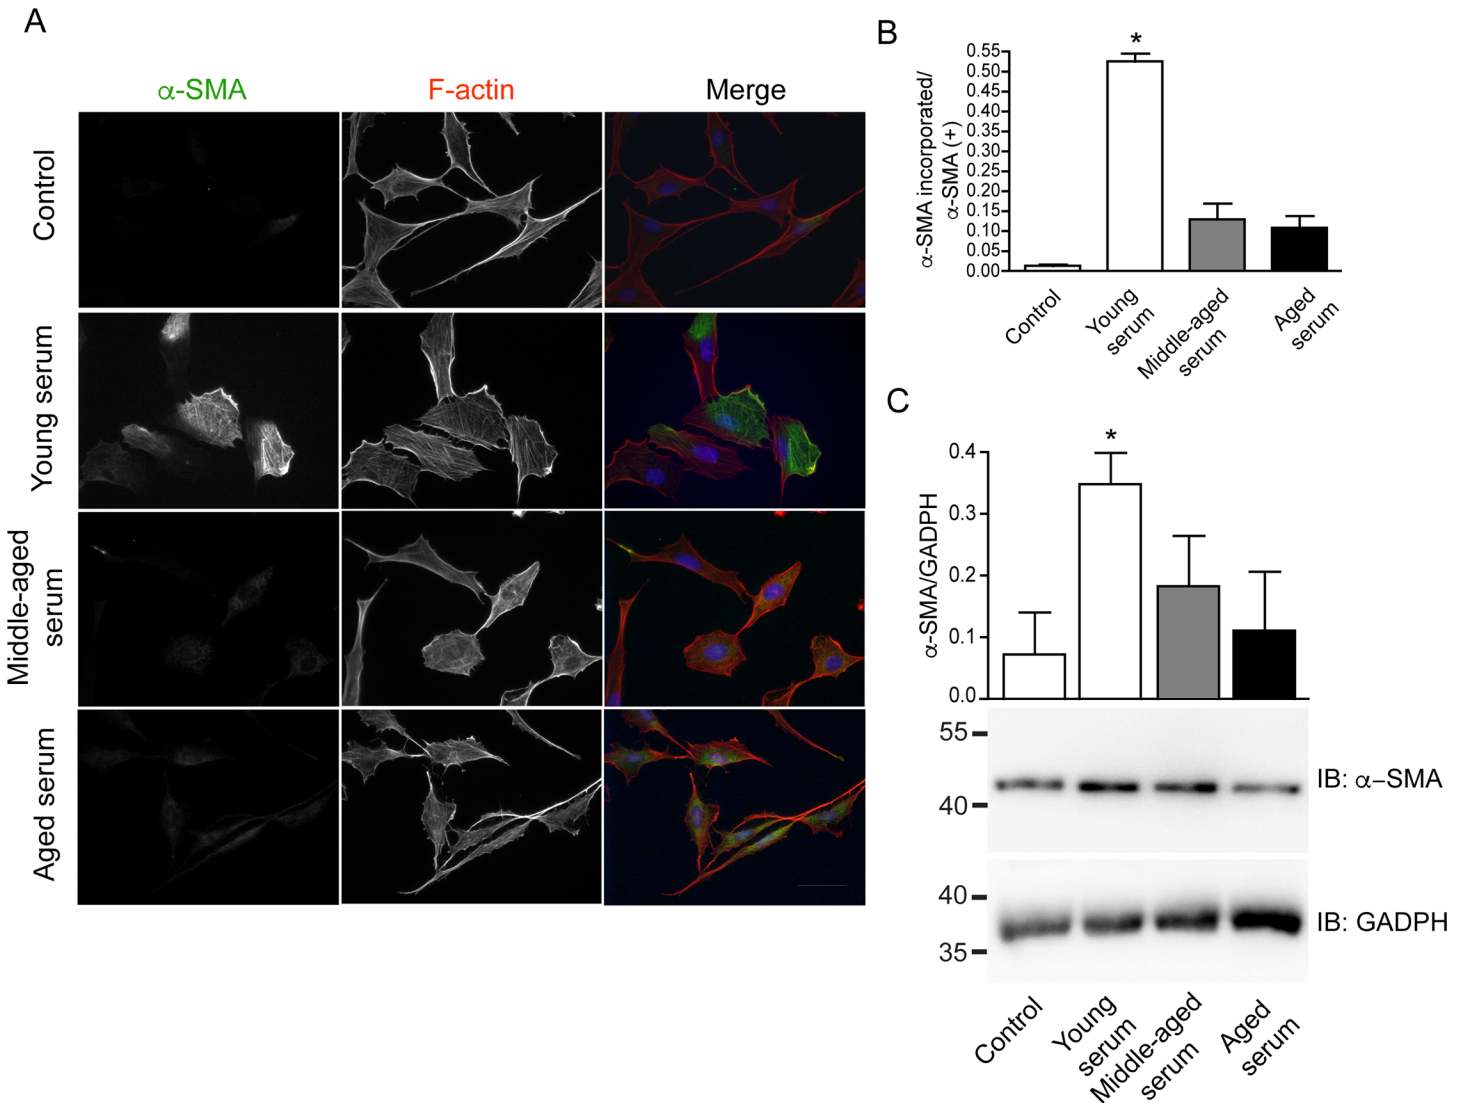 A
α-SMA
F-actin
Merge
Control
Young serum
Middle-aged
serum
Aged serum
B
α-SMA incorporated/
α-SMA (+)
0.55
0.50
0.45
0.40
0.35
0.30
0.25
0.20
0.15
0.10
0.05
0.00
*
Control
Young
serum
Middle-aged
serum
Aged
serum
C
α-SMA/GADPH
0.4
0.3
0.2
0.1
0.0
*
55
40
IB: α−SMA
40
35
IB: GADPH
Control
Young
serum
Middle-aged
serum
Aged
serum